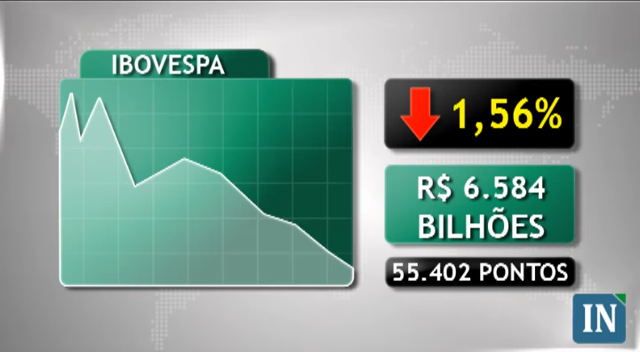 IBOVESPA
1,56%
R$ 6.584
BILHÕES
55.402 PONTOS
IN